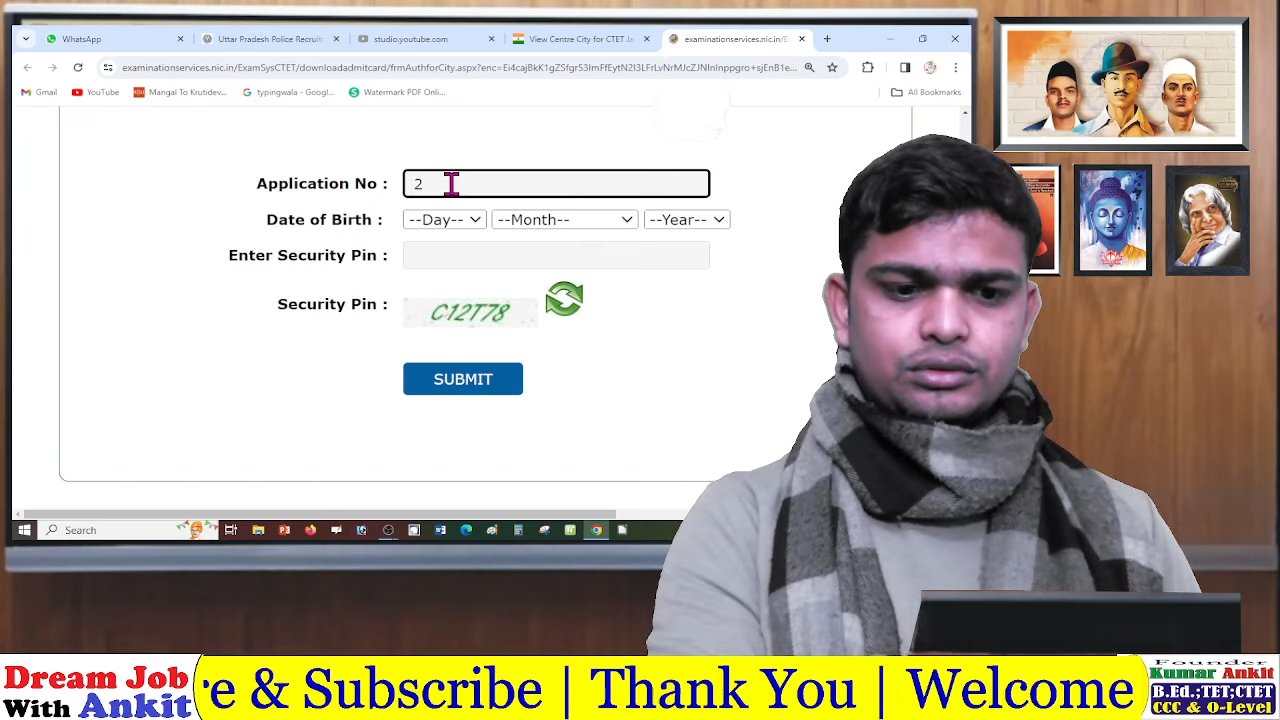 WhatsApp
Uttar Pradesh Police Recruitm
studio.youtube.com
View Centre City for CTET Ja
examinationservices.nic.in/E
examinationservices.nic.in/ExamSysCTET/downloadadmitcard/frmAuthforCity.aspx?enc=
Gmail
YouTube
Mangal To Krutidev...
typingwala - Googl...
Watermark PDF Onli...
All Bookmarks
Application No :
2
Date of Birth :
--Day--
--Month--
--Year--
Enter Security Pin :
Security Pin :
C12T78
SUBMIT
Search
Dream Job
With Ankit
e & Subscribe | Thank You | Welcome
Founder
Kumar Ankit
B.Ed.;TET;CTET
CCC & O-Level